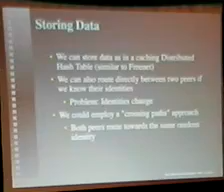 Storing Data
We can store data as in a caching Distributed
Hash Table (similar to Freenet)
We can also route directly between two peers if
we know their identities
Problem: Identities change
We could employ a "crossing paths" approach
Both peers route towards the same random
identity